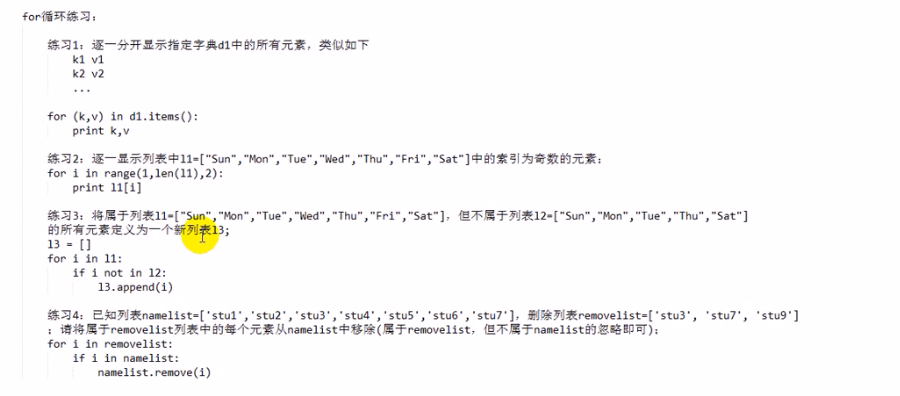 for循环练习：
练习1：逐一分开显示指定字典d1中的所有元素，类似如下
k1 v1
k2 v2
...
for (k,v) in d1.items():
print k,v
练习2：逐一显示列表中l1=["Sun","Mon","Tue","Wed","Thu","Fri","Sat"]中的索引为奇数的元素；
for i in range(1,len(l1),2):
print l1[i]
练习3：将属于列表l1=["Sun","Mon","Tue","Wed","Thu","Fri","Sat"]，但不属于列表l2=["Sun","Mon","Tue","Thu","Sat"]
的所有元素定义为一个新列表l3;
l3 = []
for i in l1:
if i not in l2:
l3.append(i)
练习4：已知列表namelist=['stu1','stu2','stu3','stu4','stu5','stu6','stu7']，删除列表removelist=['stu3', 'stu7', 'stu9']
；请将属于removelist列表中的每个元素从namelist中移除(属于removelist，但不属于namelist的忽略即可)；
for i in removelist:
if i in namelist:
namelist.remove(i)